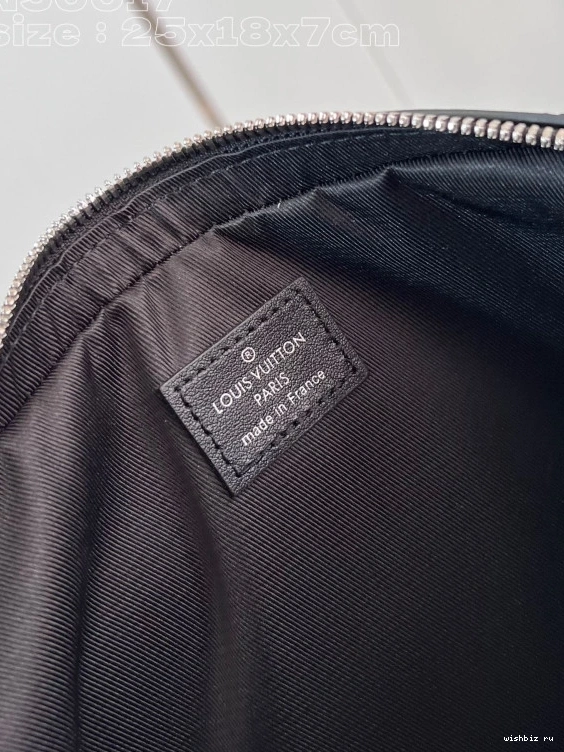 size : 25x18x7cm
®
LOUIS VUITTON
PARIS
made in France
wishbiz ru